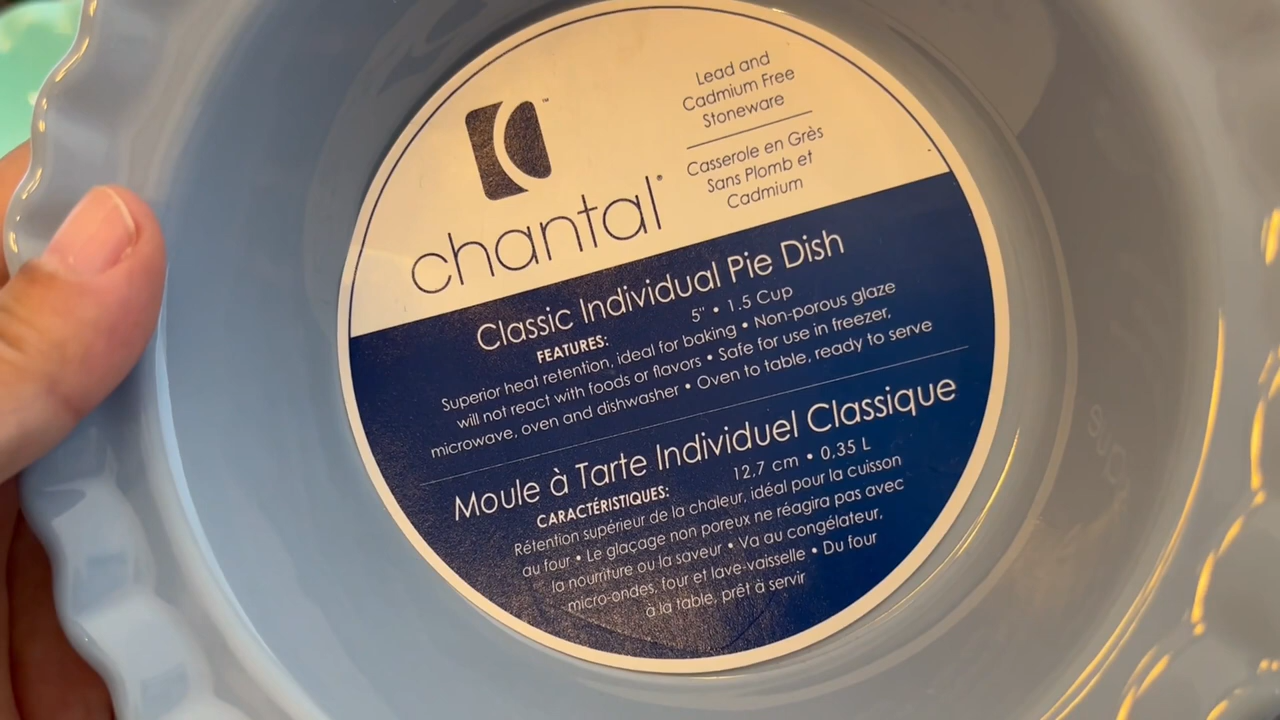 Lead and
Cadmium Free
Stoneware
Casserole en Grès
Sans Plomb et
Cadmium
chantal
Classic Individual Pie Dish
5" • 1.5 Cup
FEATURES:
Superior heat retention, ideal for baking • Non-porous glaze
will not react with foods or flavors • Safe for use in freezer,
microwave, oven and dishwasher • Oven to table, ready to serve
Moule à Tarte Individuel Classique
12,7 cm • 0,35 L
CARACTÉRISTIQUES:
Rétention supérieur de la chaleur, idéal pour la cuisson
au four • Le glaçage non poreux ne réagira pas avec
la nourriture ou la saveur • Va au congélateur,
micro-ondes, four et lave-vaisselle • Du four
à la table, prêt à servir